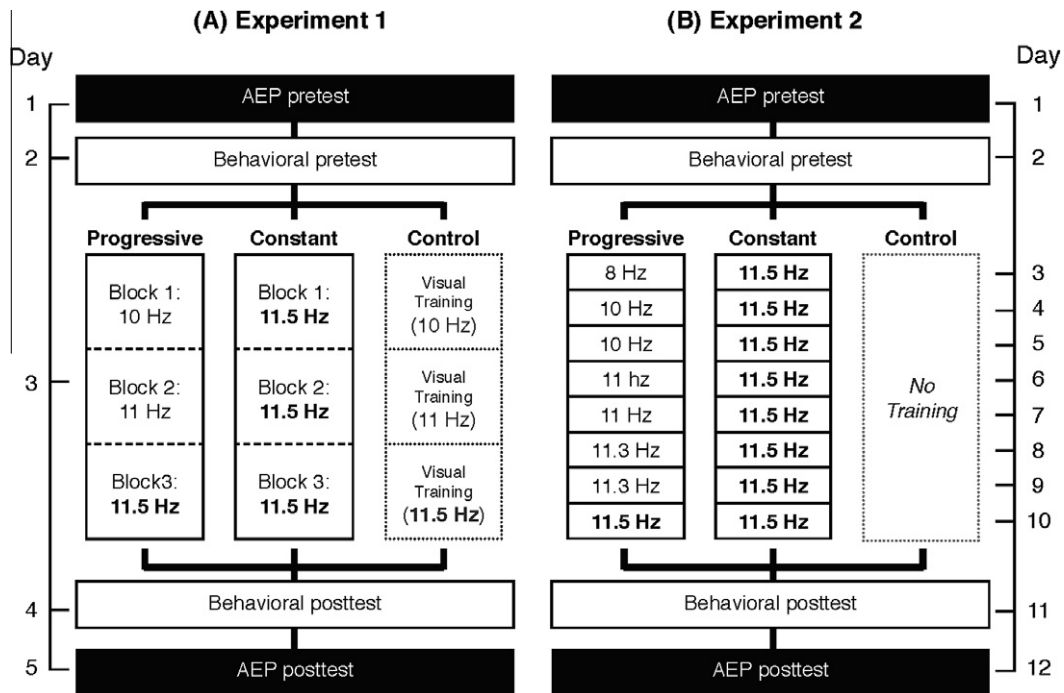 (A) Experiment 1
Day
1
AEP pretest
2
Behavioral pretest
Progressive
Constant
Control
Block 1:
10 Hz
Block 1:
11.5 Hz
Visual
Training
(10 Hz)
3
Block 2:
11 Hz
Block 2:
11.5 Hz
Visual
Training
(11 Hz)
Block3:
11.5 Hz
Block 3:
11.5 Hz
Visual
Training
(11.5 Hz)
4
Behavioral posttest
5
AEP posttest
(B) Experiment 2
Day
AEP pretest
1
Behavioral pretest
2
Progressive
Constant
Control
8 Hz
11.5 Hz
3
10 Hz
11.5 Hz
4
10 Hz
11.5 Hz
5
11 hz
11.5 Hz
6
11 Hz
11.5 Hz
7
11.3 Hz
11.5 Hz
8
11.3 Hz
11.5 Hz
9
11.5 Hz
11.5 Hz
10
No
Training
Behavioral posttest
11
AEP posttest
12